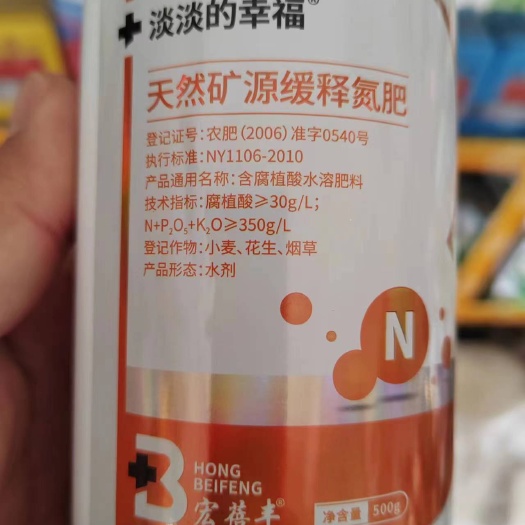 淡淡的幸福®
天然矿源缓释氮肥
登记证号：农肥（2006）准字0540号
执行标准：NY1106-2010
产品通用名称：含腐植酸水溶肥料
技术指标：腐植酸≥30g/L；
N+P₂O₅+K₂O≥350g/L
登记作物：小麦、花生、烟草
产品形态：水剂
N
B
HONG
BEIFENG
宏蓓丰®
净含量 500g